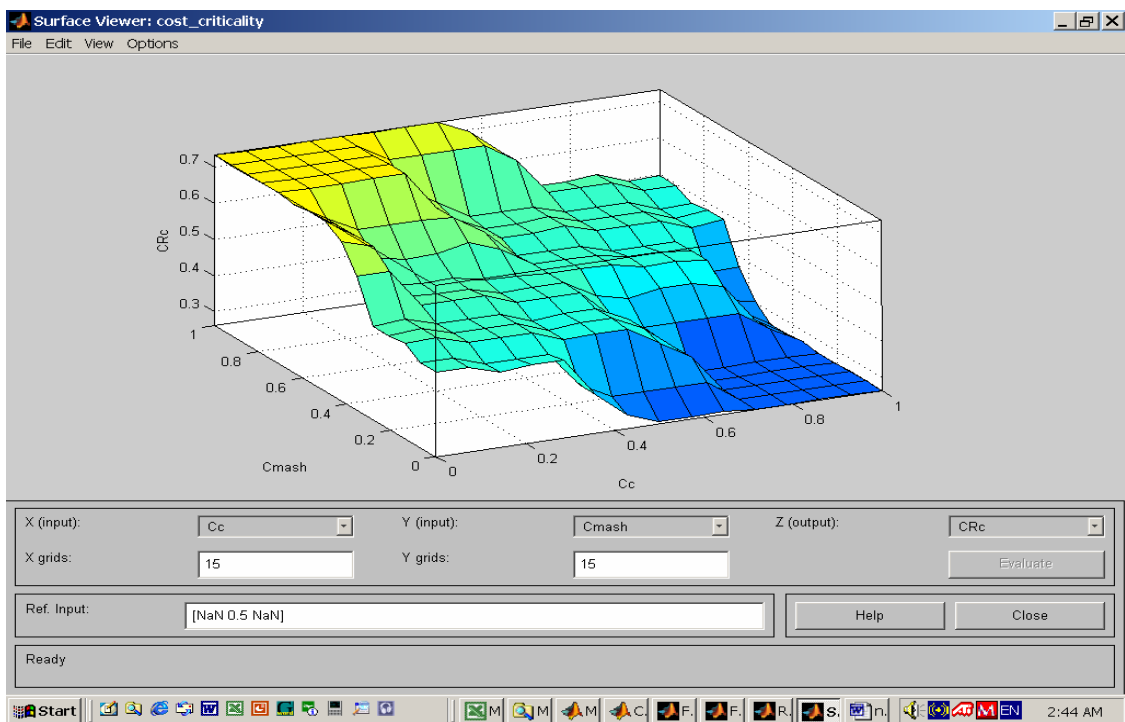 Surface Viewer: cost_criticality
File Edit View Options
0.7
0.6
0.5
0.4
0.3
CRc
1
0.8
0.6
0.4
0.2
0
Cmash
0
0.2
0.4
0.6
0.8
1
Cc
X (input): Cc Y (input): Cmash Z (output): CRc
X grids: 15 Y grids: 15 Evaluate
Ref. Input: [NaN 0.5 NaN] Help Close
Ready
Start M M M C. F. F. R. S. n. M EN 2:44 AM